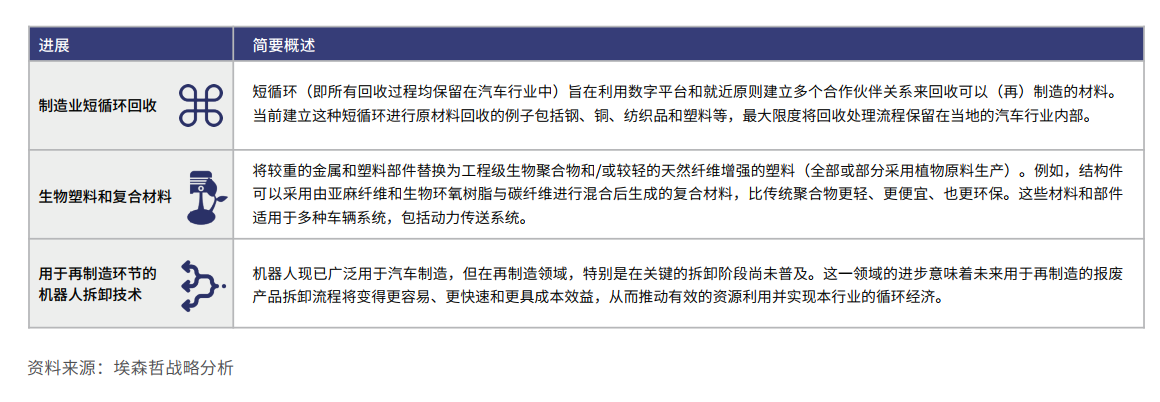 进展
简要概述
制造业短循环回收
短循环（即所有回收过程均保留在汽车行业中）旨在利用数字平台和就近原则建立多个合作伙伴关系来回收可以（再）制造的材料。
当前建立这种短循环进行原材料回收的例子包括钢、铜、纺织品和塑料等，最大限度将回收处理流程保留在当地的汽车行业内部。
生物塑料和复合材料
将较重的金属和塑料部件替换为工程级生物聚合物和/或较轻的天然纤维增强的塑料（全部或部分采用植物原料生产）。例如，结构件
可以采用由亚麻纤维和生物环氧树脂与碳纤维进行混合后生成的复合材料，比传统聚合物更轻、更便宜、也更环保。这些材料和部件
适用于多种车辆系统，包括动力传送系统。
用于再制造环节的
机器人拆卸技术
机器人现已广泛用于汽车制造，但在再制造领域，特别是在关键的拆卸阶段尚未普及。这一领域的进步意味着未来用于再制造的报废
产品拆卸流程将变得更容易、更快速和更具成本效益，从而推动有效的资源利用并实现本行业的循环经济。
资料来源：埃森哲战略分析